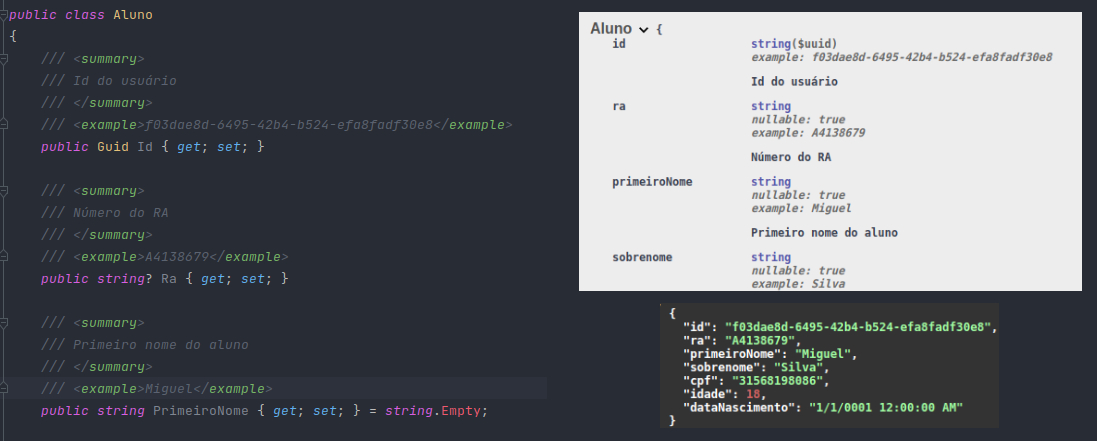 public class Aluno
{
/// <summary>
/// Id do usuário
/// </summary>
/// <example>f03dae8d-6495-42b4-b524-efa8fadf30e8</example>
public Guid Id { get; set; }
/// <summary>
/// Número do RA
/// </summary>
/// <example>A4138679</example>
public string? Ra { get; set; }
/// <summary>
/// Primeiro nome do aluno
/// </summary>
/// <example>Miguel</example>
public string PrimeiroNome { get; set; } = string.Empty;
Aluno {
id string($uuid)
example: f03dae8d-6495-42b4-b524-efa8fadf30e8
Id do usuário
ra string
nullable: true
example: A4138679
Número do RA
primeiroNome string
nullable: true
example: Miguel
Primeiro nome do aluno
sobrenome string
nullable: true
example: Silva
{
"id": "f03dae8d-6495-42b4-b524-efa8fadf30e8",
"ra": "A4138679",
"primeiroNome": "Miguel",
"sobrenome": "Silva",
"cpf": "31568198086",
"idade": 18,
"dataNascimento": "1/1/0001 12:00:00 AM"
}